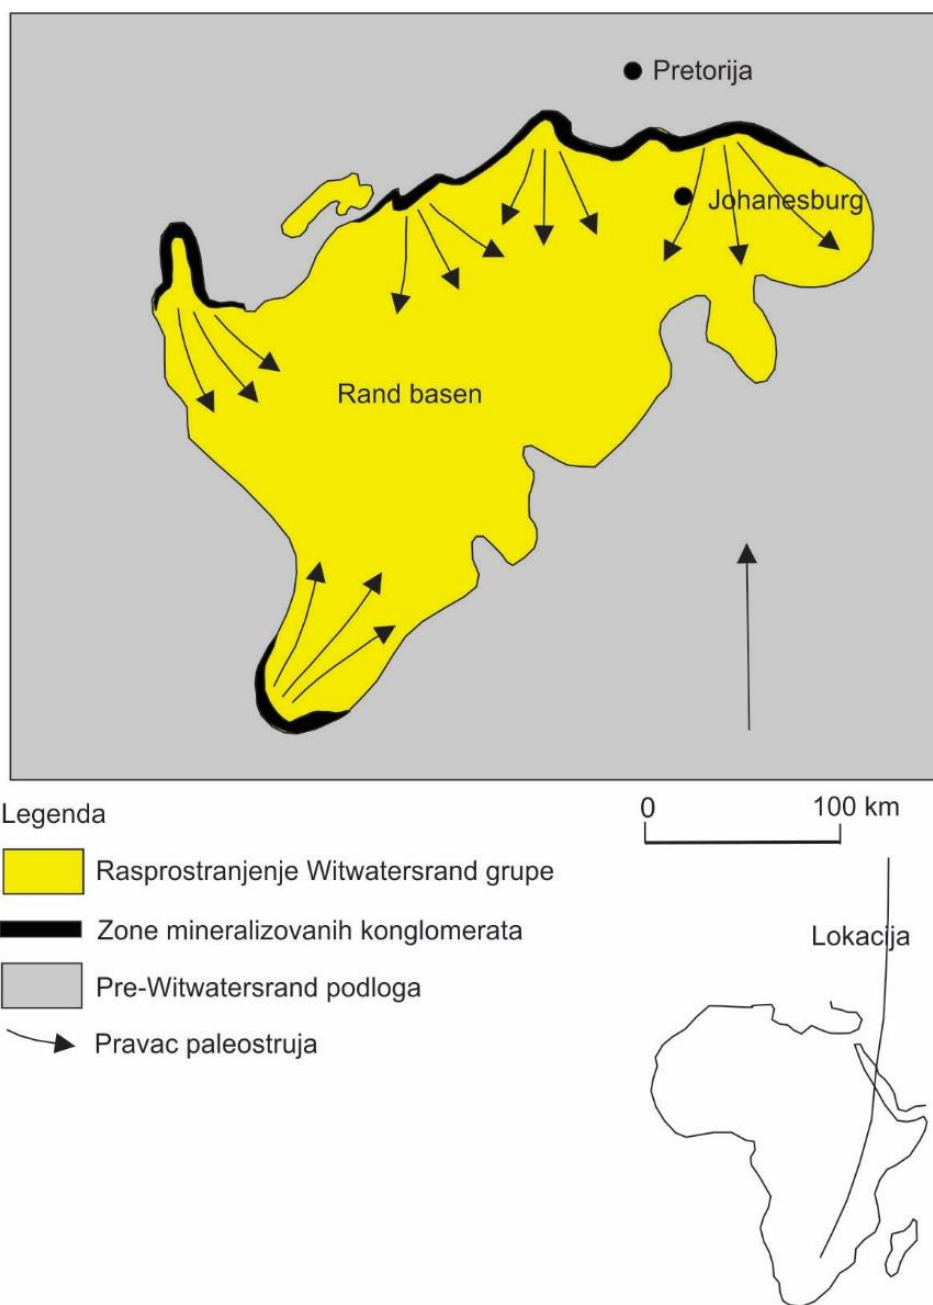 Pretorija
Johanesburg
Rand basen
Legenda
0 100 km
Rasprostranjenje Witwatersrand grupe
Zone mineralizovanih konglomerata
Lokacija
Pre-Witwatersrand podloga
Pravac paleostruja